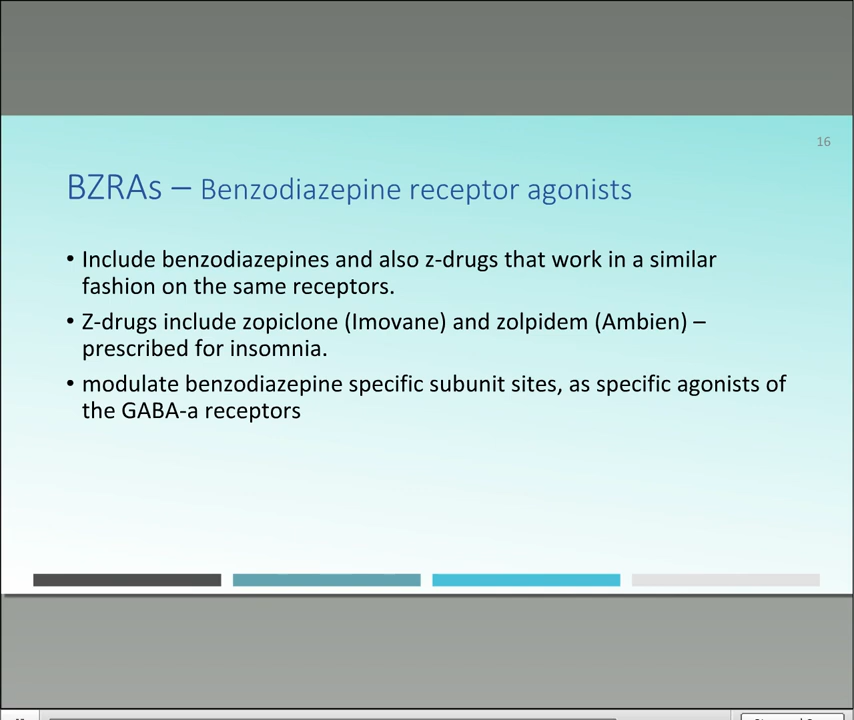 16
BZRAs – Benzodiazepine receptor agonists
• Include benzodiazepines and also z-drugs that work in a similar
fashion on the same receptors.
• Z-drugs include zopiclone (Imovane) and zolpidem (Ambien) –
prescribed for insomnia.
• modulate benzodiazepine specific subunit sites, as specific agonists of
the GABA-a receptors